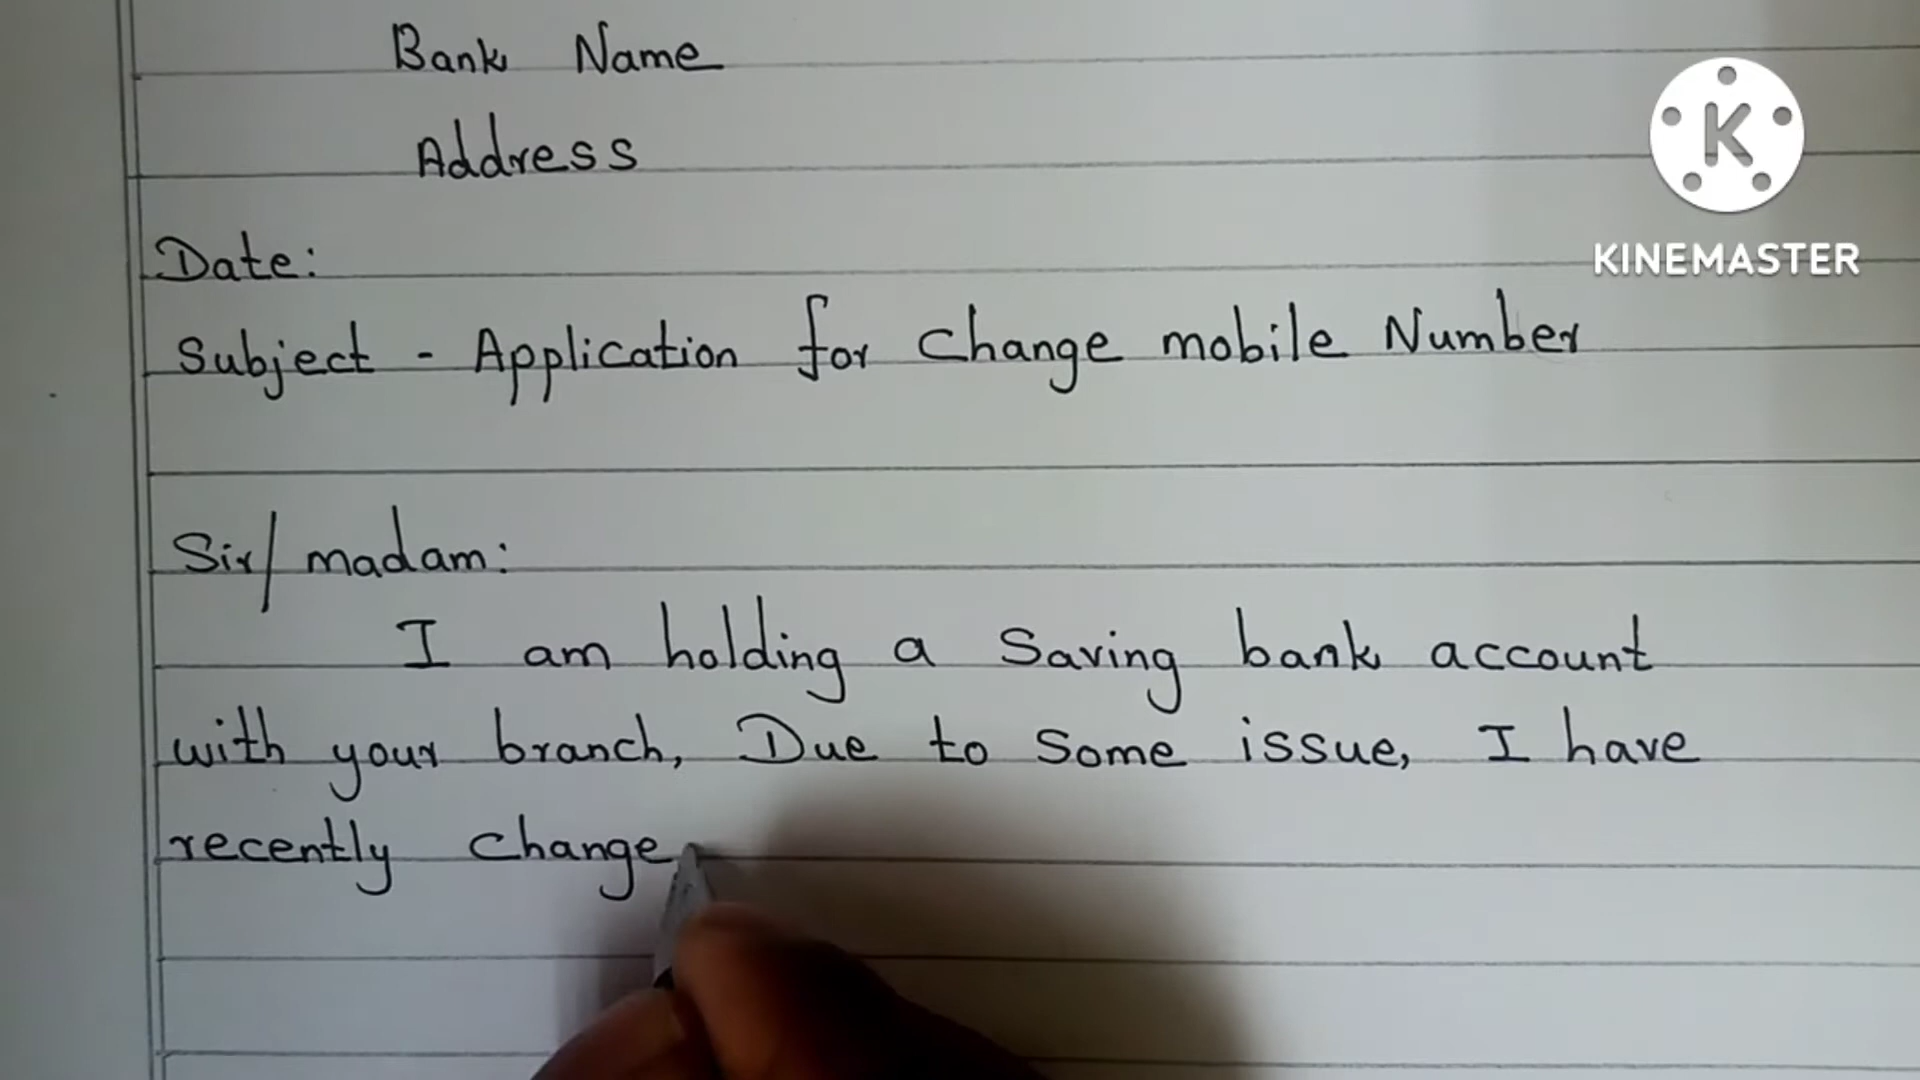 Bank Name
Address
K
KINEMASTER
Date:
Subject - Application for Change mobile Number
Sir/ madam:
I am holding a Saving bank account
with your branch, Due to Some issue, I have
recently change